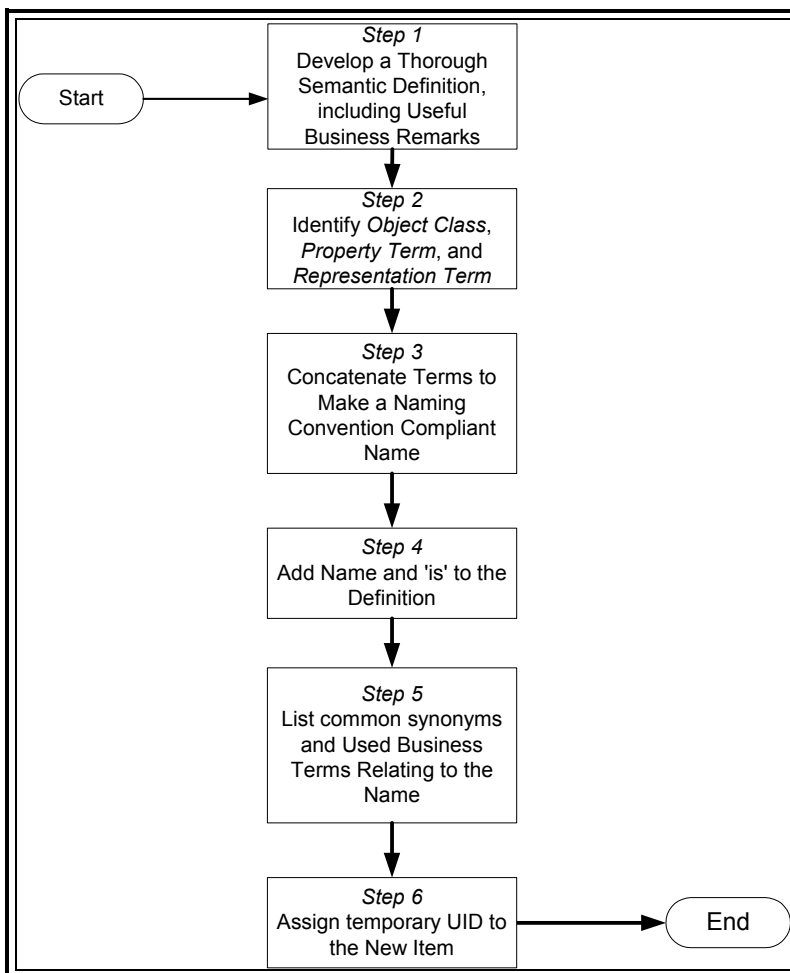 Start
Step 1
Develop a Thorough
Semantic Definition,
including Useful
Business Remarks
Step 2
Identify Object Class,
Property Term, and
Representation Term
Step 3
Concatenate Terms to
Make a Naming
Convention Compliant
Name
Step 4
Add Name and 'is' to the
Definition
Step 5
List common synonyms
and Used Business
Terms Relating to the
Name
Step 6
Assign temporary UID to
the New Item
End